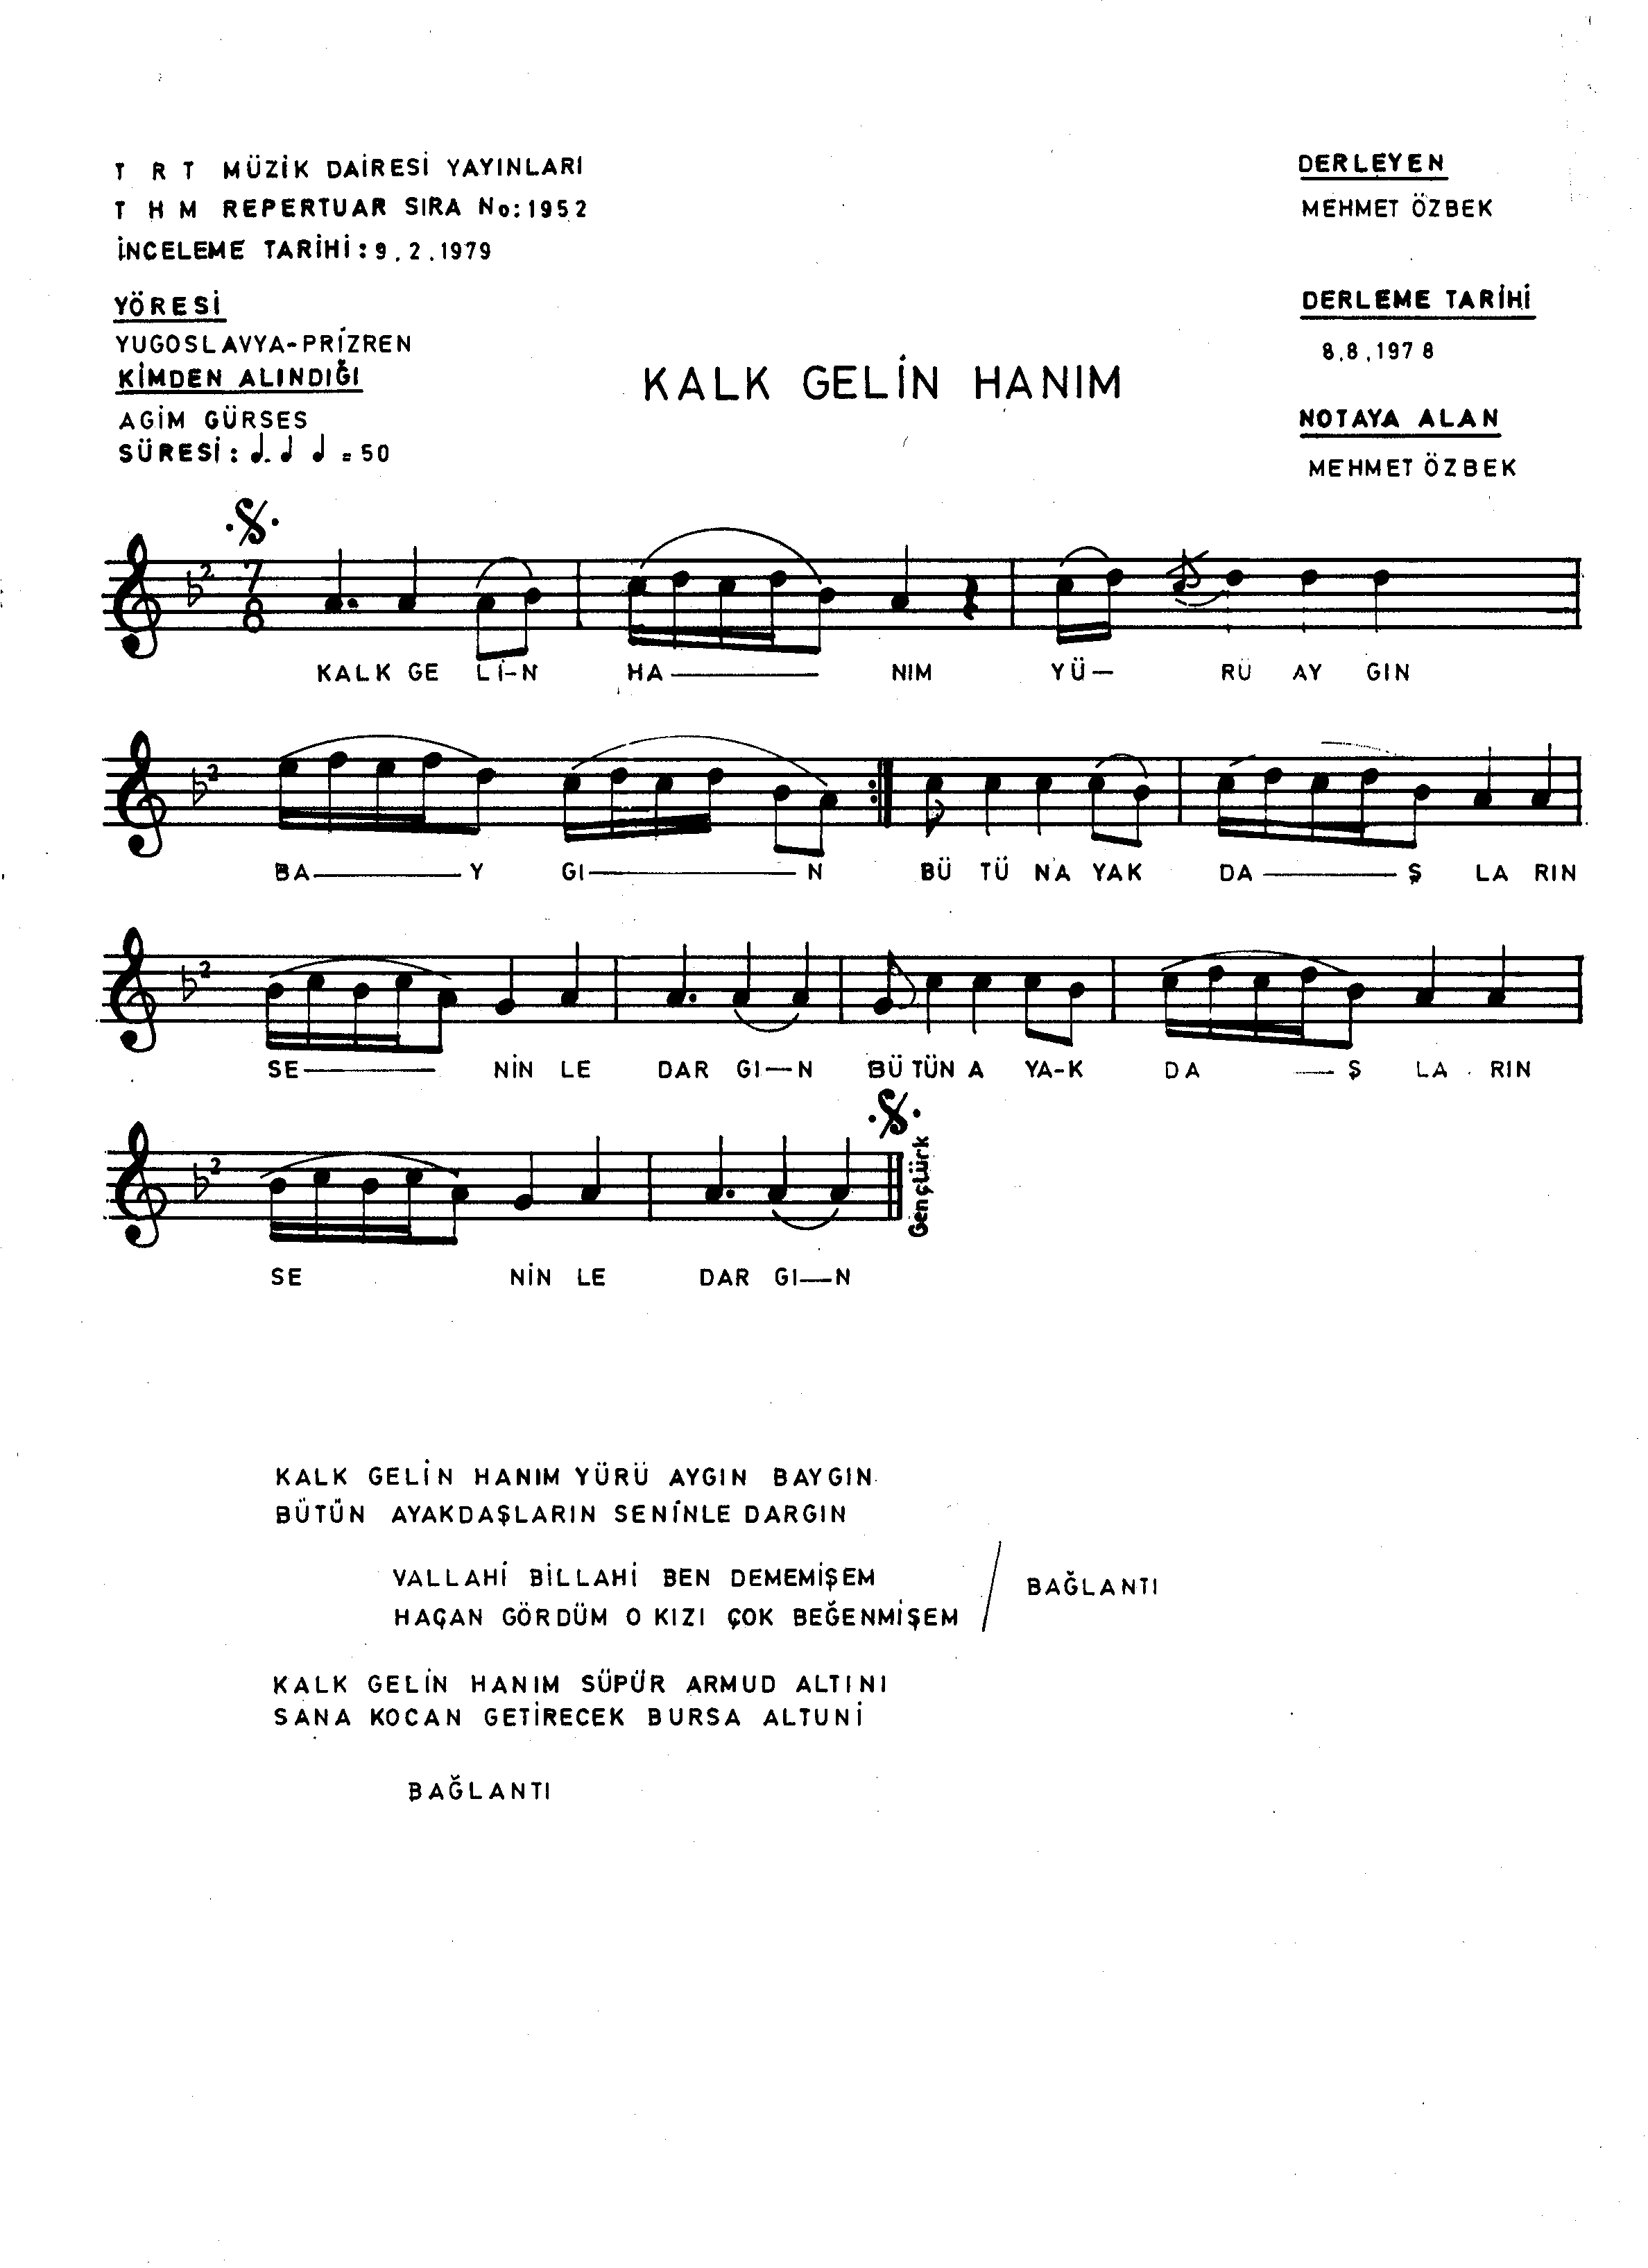 T R T MÜZİK DAİRESİ YAYINLARI
T H M REPERTUAR SIRA No: 1952
İNCELEME TARİHİ: 9.2.1979
YÖRESİ
YUGOSLAVYA-PRİZREN
KİMDEN ALINDIĞI
AGİM GÜRSES
SÜRESİ: = 50
KALK GELİN HANIM
DERLEYEN
MEHMET ÖZBEK
DERLEME TARİHİ
8.8.1978
NOTAYA ALAN
MEHMET ÖZBEK
2 7 8
KALK GE Lİ-N HA— NIM YÜ— RÜ AY GIN
2
BA—Y GI—N BÜ TÜ N'A YAK DA—Ş LA RIN
2
SE— NİN LE DAR GI—N BÜ TÜN A YA-K DA —Ş LA RIN
2
SE NİN LE DAR GI—N
Gençtürk
KALK GELİN HANIM YÜRÜ AYGIN BAYGIN
BÜTÜN AYAKDAŞLARIN SENİNLE DARGIN
VALLAHİ BİLLAHİ BEN DEMEMİŞEM
HAÇAN GÖRDÜM O KIZI ÇOK BEĞENMİŞEM / BAĞLANTI
KALK GELİN HANIM SÜPÜR ARMUD ALTINI
SANA KOCAN GETİRECEK BURSA ALTUNİ
BAĞLANTI